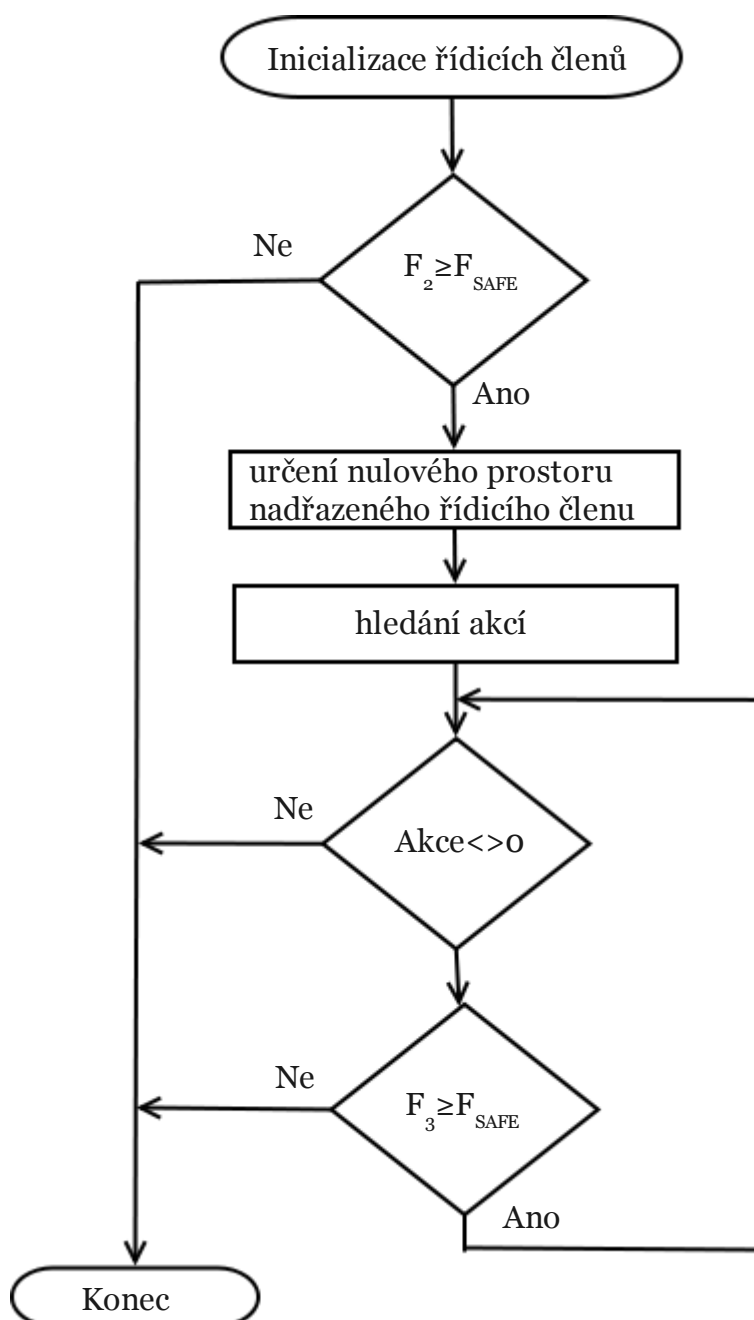 Inicializace řídicích členů
Ne
F₂≥F_SAFE
Ano
určení nulového prostoru
nadřazeného řídicího členu
hledání akcí
Ne
Akce<>0
Ne
F₃≥F_SAFE
Ano
Konec